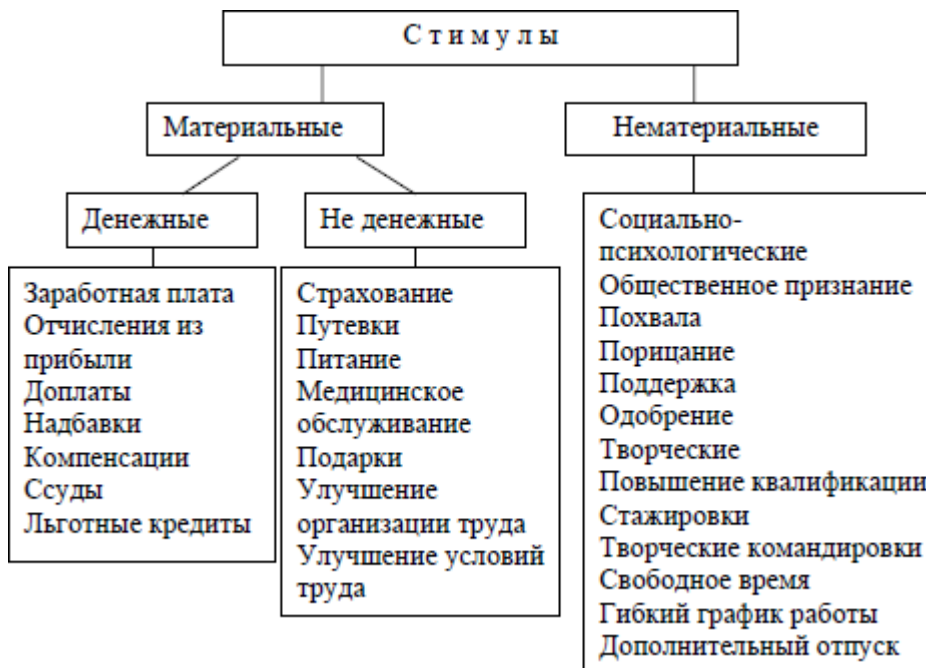 С т и м у л ы
Материальные
Нематериальные
Денежные
Не денежные
Заработная плата
Отчисления из
прибыли
Доплаты
Надбавки
Компенсации
Ссуды
Льготные кредиты
Страхование
Путевки
Питание
Медицинское
обслуживание
Подарки
Улучшение
организации труда
Улучшение условий
труда
Социально-
психологические
Общественное признание
Похвала
Порицание
Поддержка
Одобрение
Творческие
Повышение квалификации
Стажировки
Творческие командировки
Свободное время
Гибкий график работы
Дополнительный отпуск